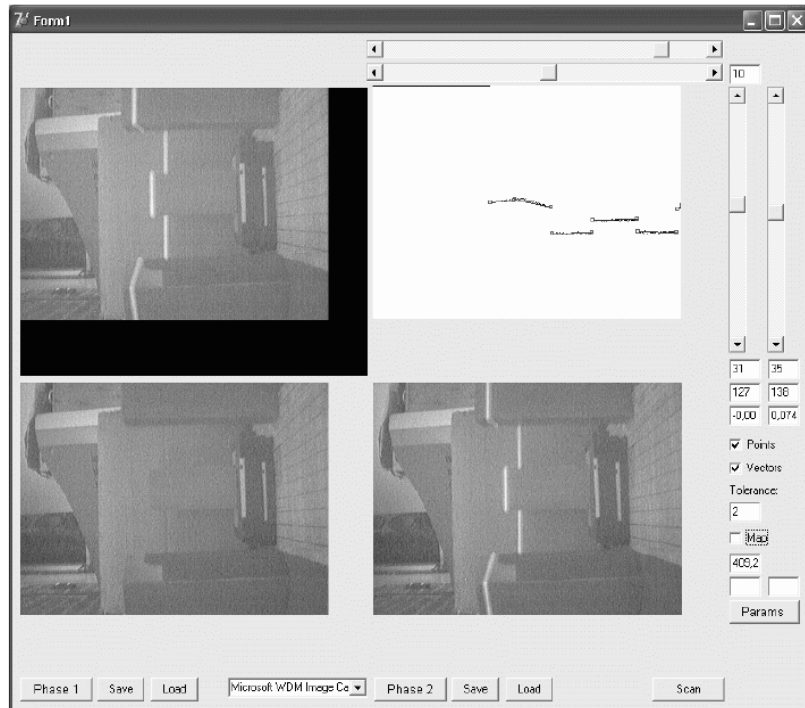 Form1
10
31 35
127 138
-0,00 0,074
Points
Vectors
Tolerance:
2
Map
409,2
Params
Phase 1 Save Load Microsoft WDM Image Ca Phase 2 Save Load Scan